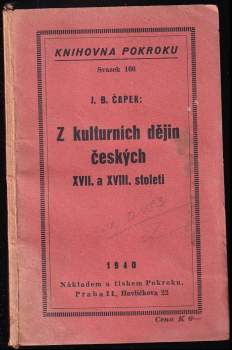 KNIHOVNA POKROKU
Svazek 166
J. B. ČAPEK:
Z kulturních dějin
českých
XVII. a XVIII. století
1940
Nákladem a tiskem Pokroku,
Praha II, Havlíčkova 22
Cena K 6—